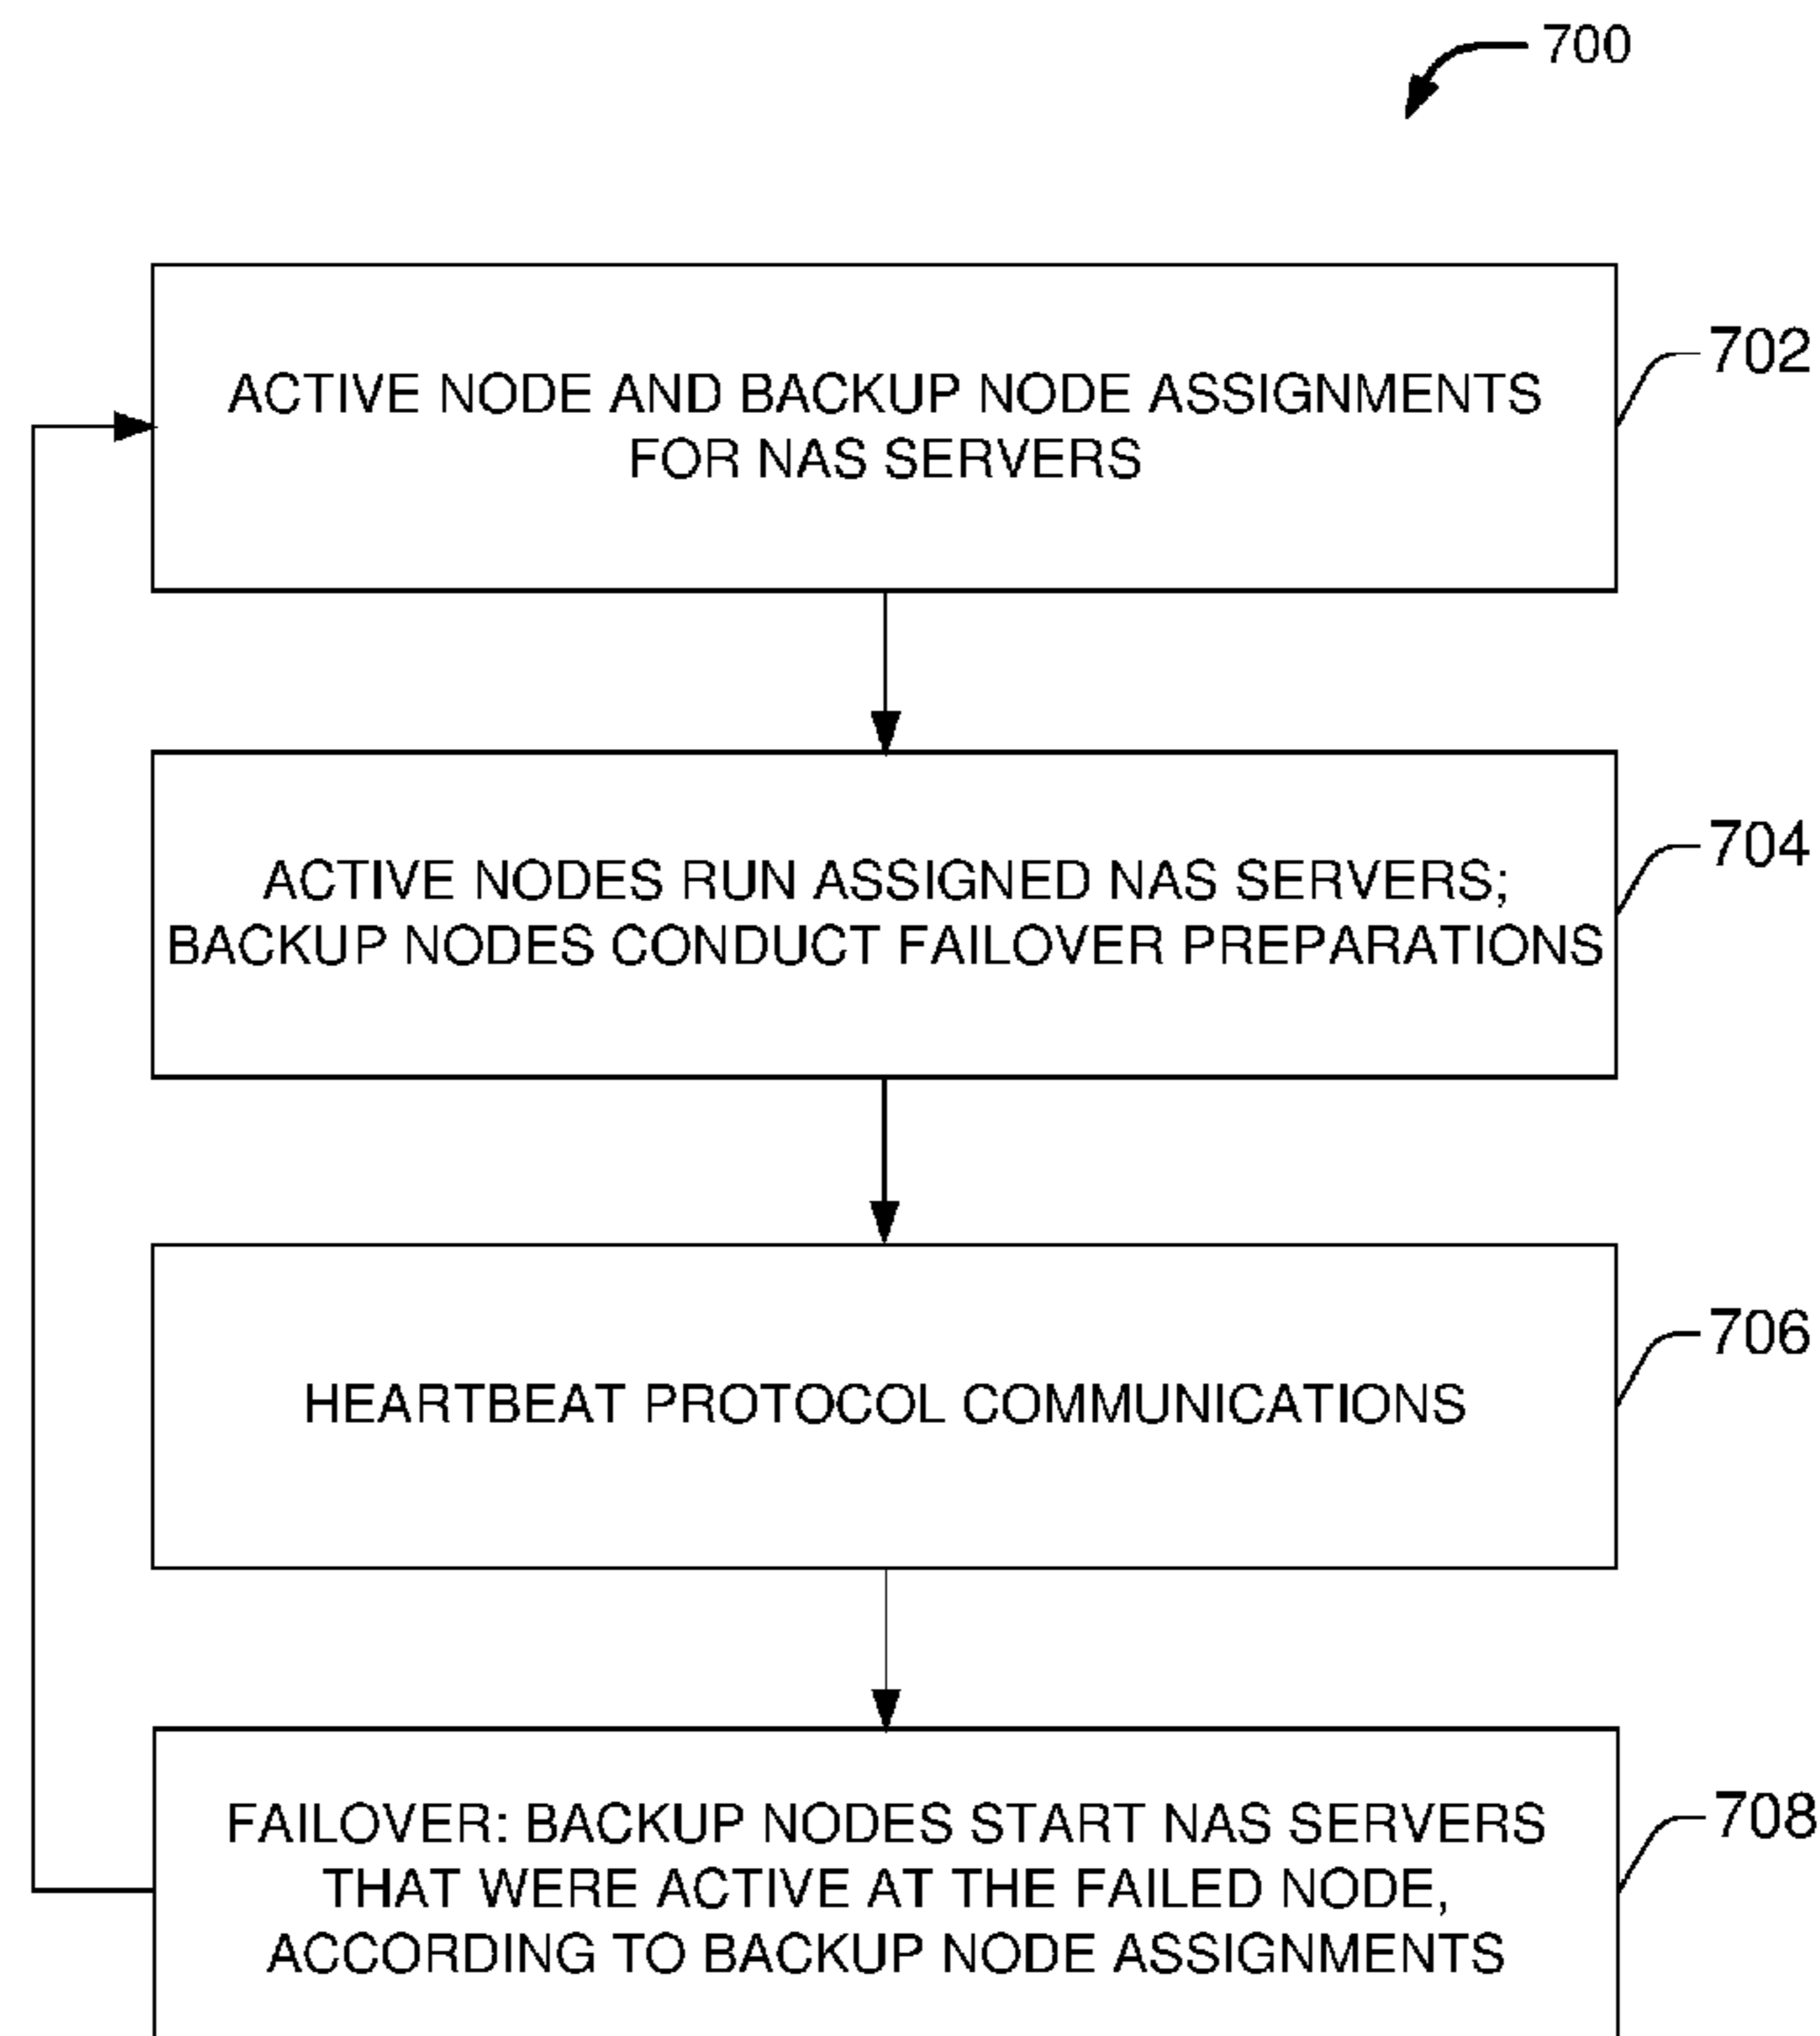 700
ACTIVE NODE AND BACKUP NODE ASSIGNMENTS
FOR NAS SERVERS
702
ACTIVE NODES RUN ASSIGNED NAS SERVERS;
BACKUP NODES CONDUCT FAILOVER PREPARATIONS
704
HEARTBEAT PROTOCOL COMMUNICATIONS
706
FAILOVER: BACKUP NODES START NAS SERVERS
THAT WERE ACTIVE AT THE FAILED NODE,
ACCORDING TO BACKUP NODE ASSIGNMENTS
708